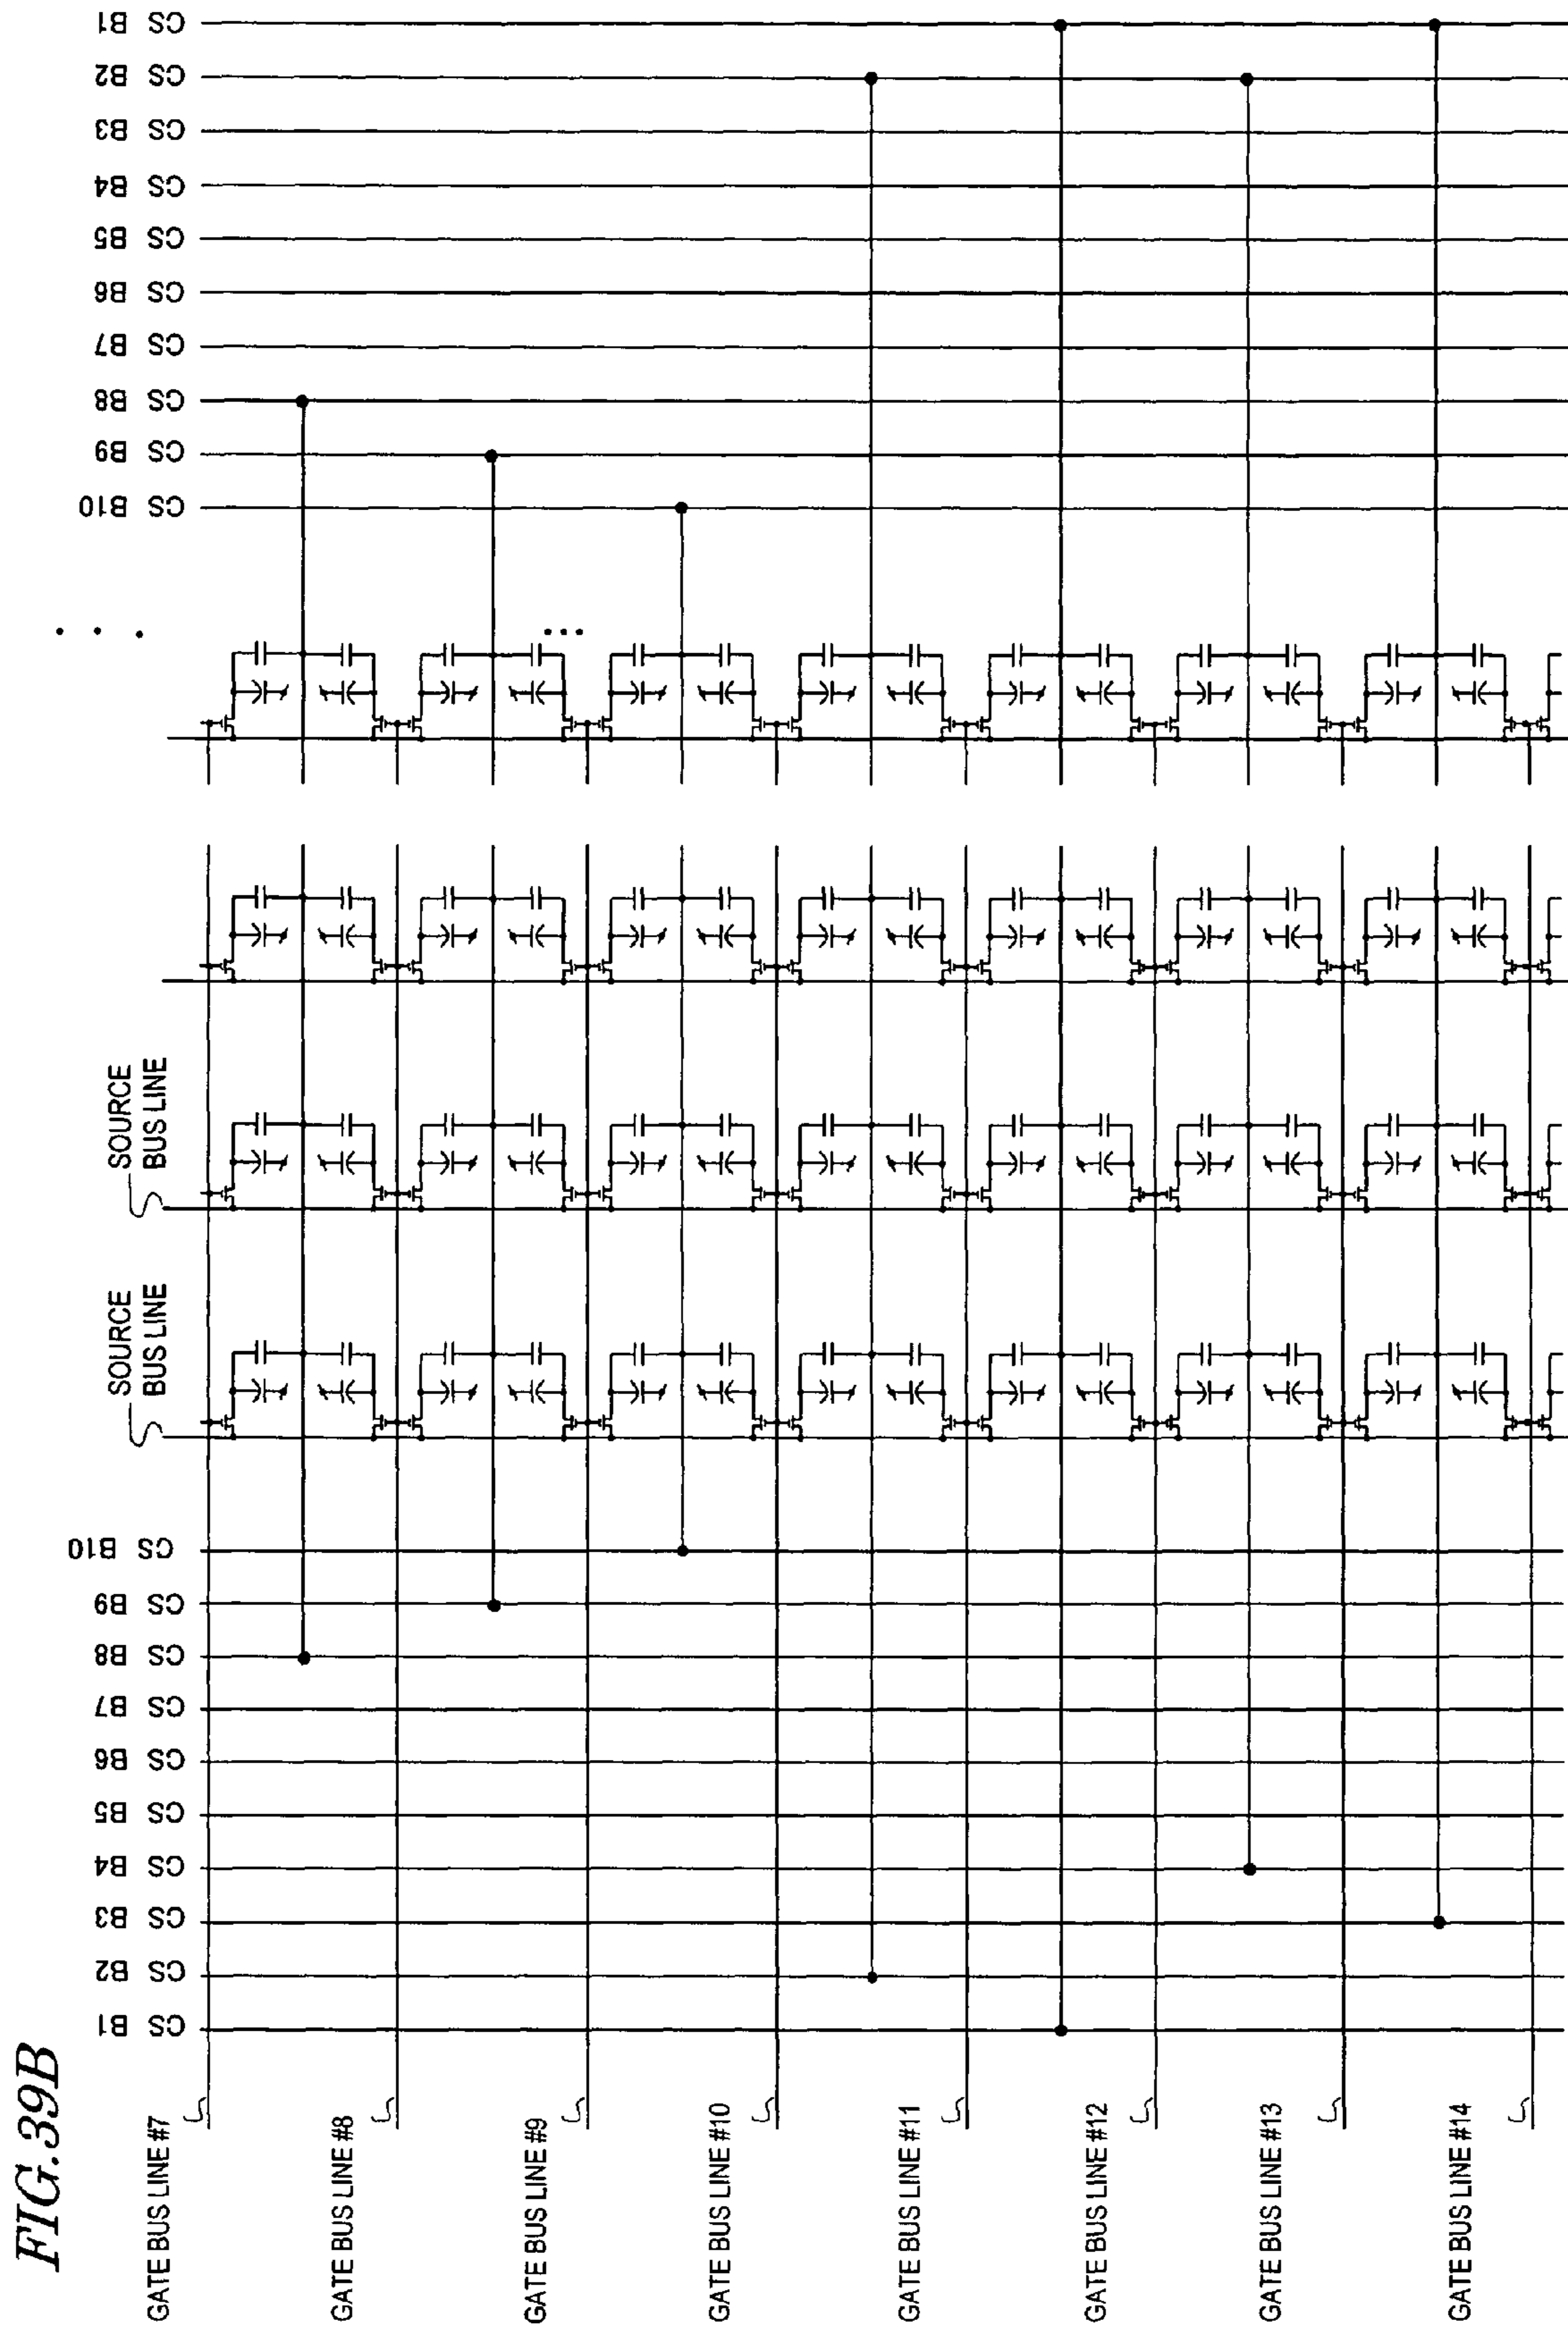 FIG.39B
CS B1
CS B2
CS B3
CS B4
CS B5
CS B6
CS B7
CS B8
CS B9
CS B10
SOURCE
BUS LINE
SOURCE
BUS LINE
. . .
CS B10
CS B9
CS B8
CS B7
CS B6
CS B5
CS B4
CS B3
CS B2
CS B1
GATE BUS LINE #7
GATE BUS LINE #8
GATE BUS LINE #9
...
GATE BUS LINE #10
GATE BUS LINE #11
GATE BUS LINE #12
GATE BUS LINE #13
GATE BUS LINE #14